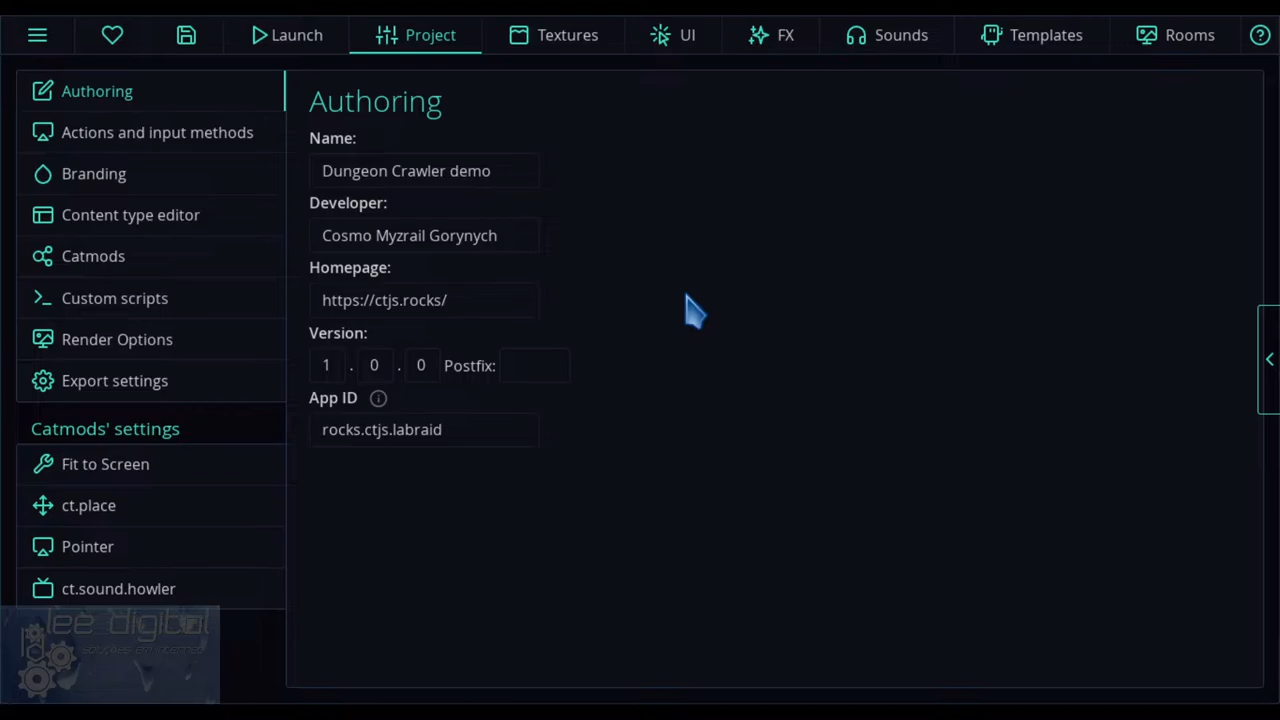 Launch
Project
Textures
UI
FX
Sounds
Templates
Rooms
Authoring
Actions and input methods
Branding
Content type editor
Catmods
Custom scripts
Render Options
Export settings
Catmods' settings
Fit to Screen
ct.place
Pointer
ct.sound.howler
Authoring
Name:
Dungeon Crawler demo
Developer:
Cosmo Myzrail Gorynych
Homepage:
https://ctjs.rocks/
Version:
1 . 0 . 0 Postfix:
App ID
rocks.ctjs.labraid
lee digital
soluções em internet